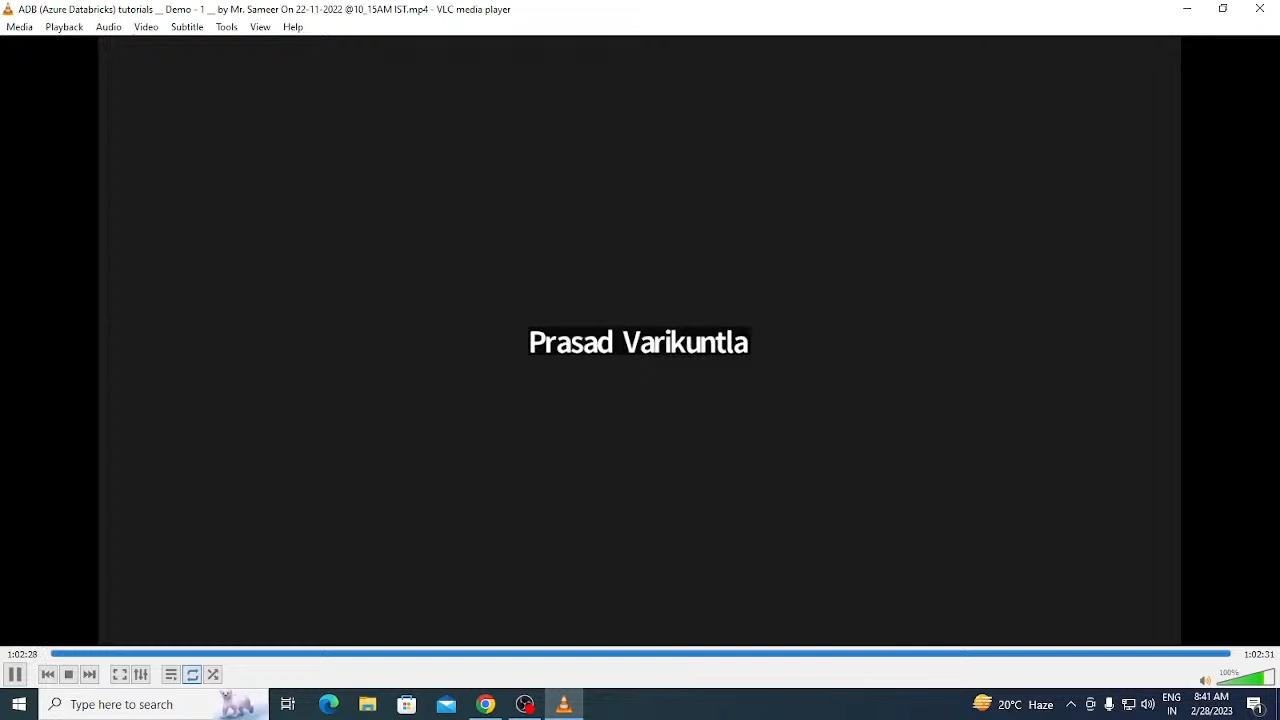 ADB (Azure Databricks) tutorials __ Demo - 1 __ by Mr. Sameer On 22-11-2022 @10_15AM IST.mp4 - VLC media player
Media Playback Audio Video Subtitle Tools View Help
Prasad Varikuntla
1:02:28 1:02:31
100%
Type here to search
20°C Haze
ENG
IN
8:41 AM
2/28/2023
1